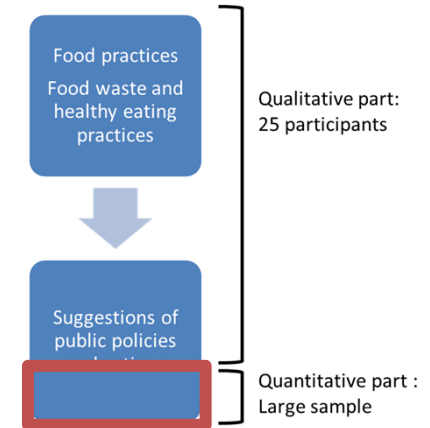 Food practices
Food waste and
healthy eating
practices
Qualitative part:
25 participants
Suggestions of
public policies
Quantitative part :
Large sample